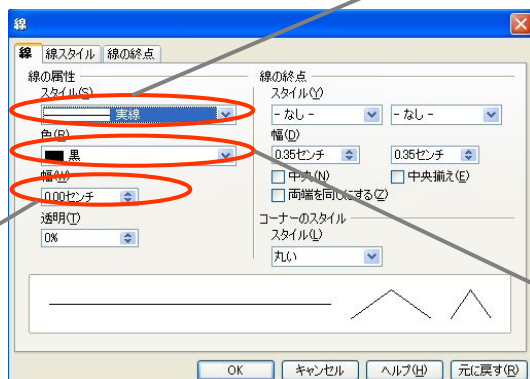 線
線 線スタイル 線の終点
線の属性
スタイル(S)
実線
色(R)
黒
幅(W)
0.00センチ
透明(T)
0%
線の終点
スタイル(Y)
- なし - - なし -
幅(D)
0.35センチ 0.35センチ
中央(N) 中央揃え(E)
両端を同じにする(Z)
コーナーのスタイル
スタイル(L)
丸い
OK キャンセル ヘルプ(H) 元に戻す(R)